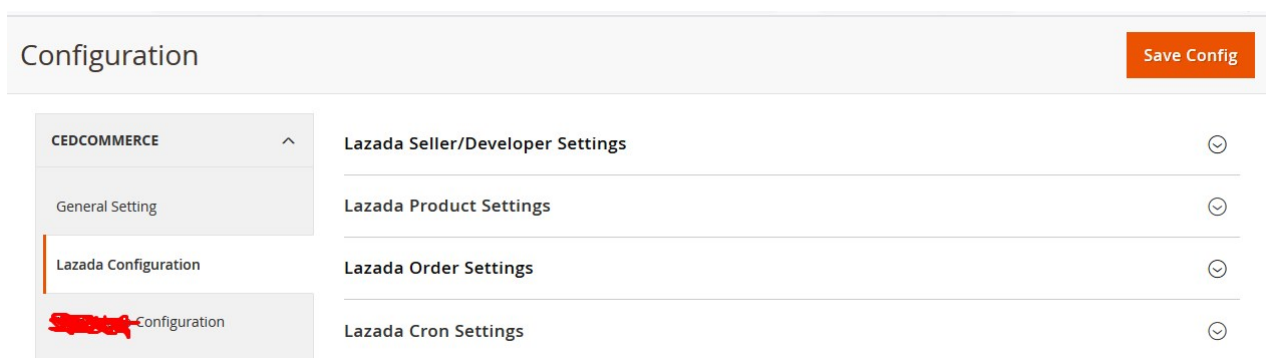 Configuration
Save Config
CEDCOMMERCE
General Setting
Lazada Configuration
Configuration
Lazada Seller/Developer Settings
Lazada Product Settings
Lazada Order Settings
Lazada Cron Settings